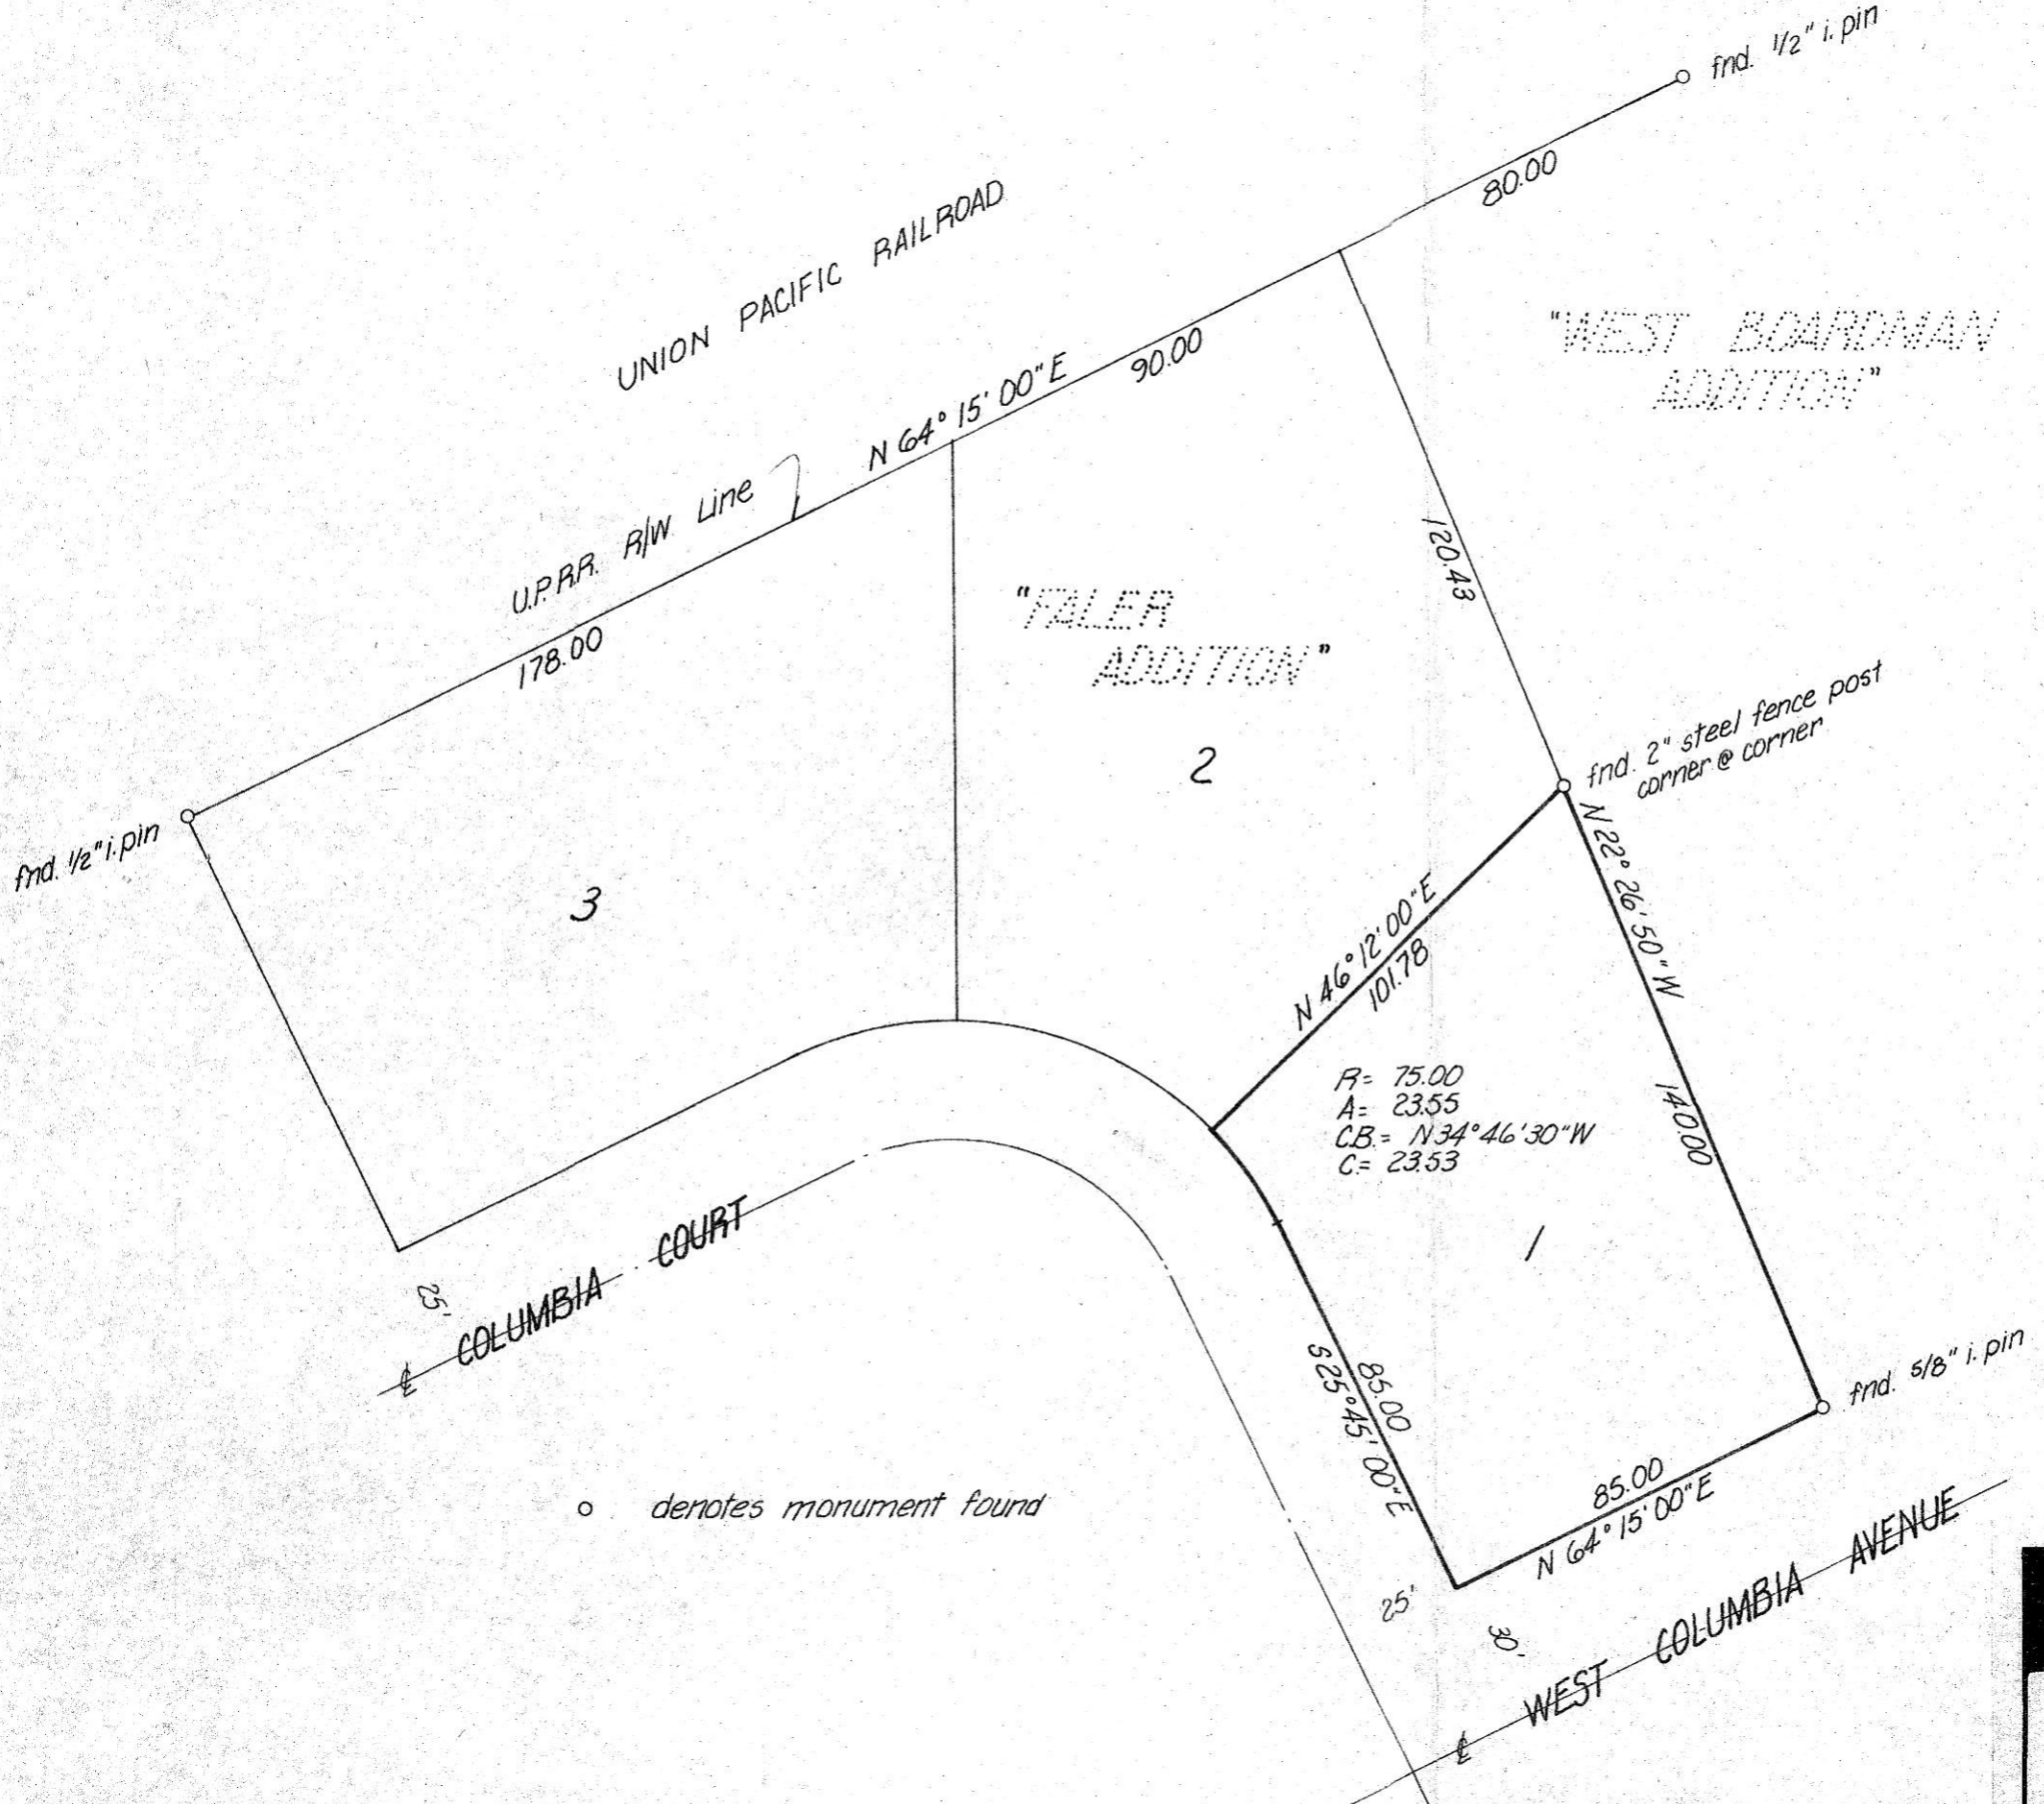 fnd. 1/2" i. pin
80.00
UNION PACIFIC RAILROAD
"WEST BOARDMAN
ADDITION"
N 64° 15' 00" E
90.00
U.P.R.R. R/W Line
178.00
120.43
"FALER
ADDITION"
2
fnd. 2" steel fence post
corner @ corner
fnd. 1/2" i. pin
3
N 22° 26' 50" W
140.00
N 46° 12' 00" E
101.78
R= 75.00
A= 23.55
C.B.= N 34° 46' 30" W
C.= 23.53
1
25'
℄ COLUMBIA COURT
85.00
S 25° 45' 00" E
fnd. 5/8" i. pin
85.00
N 64° 15' 00" E
o denotes monument found
25'
30'
℄ WEST COLUMBIA AVENUE